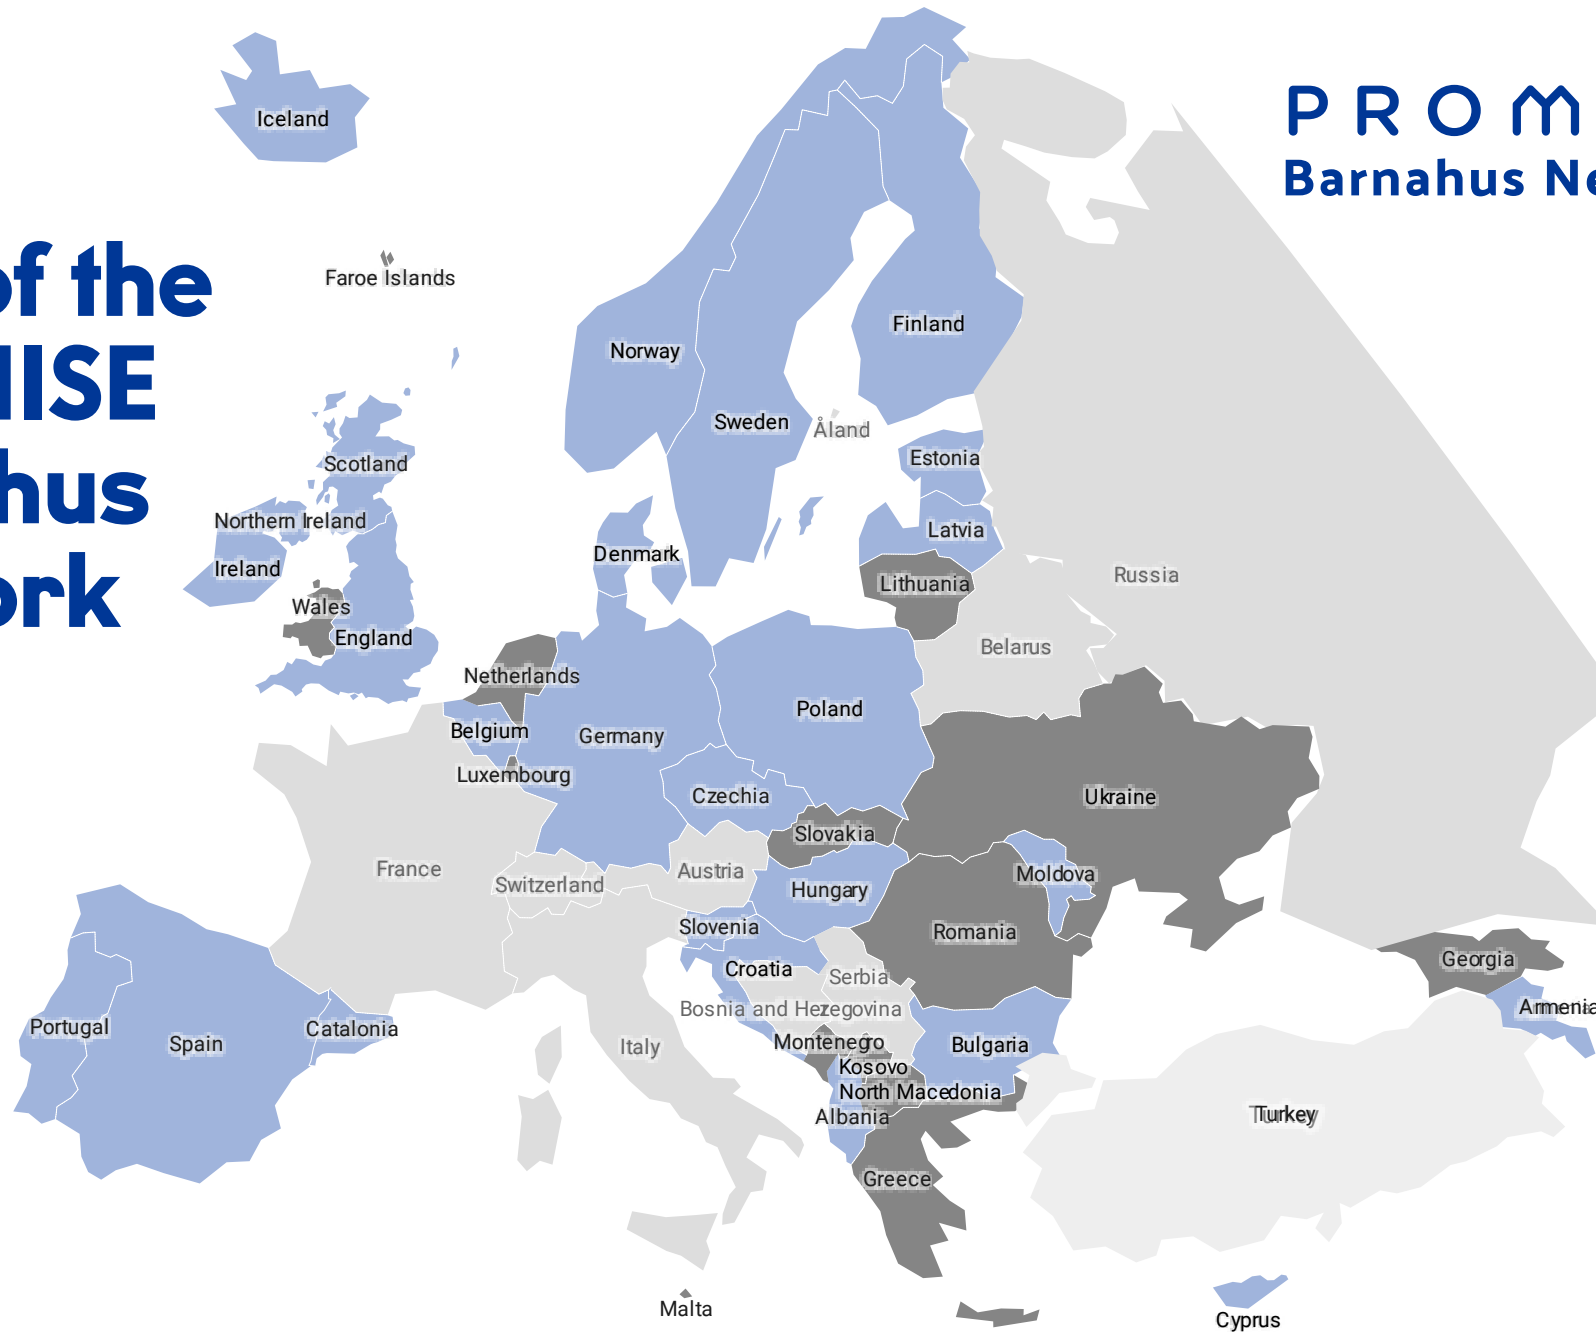 of the
ISE
hus
ork
PROM
Barnahus Ne
Iceland
Faroe Islands
Norway
Sweden
Finland
Åland
Estonia
Latvia
Lithuania
Russia
Belarus
Scotland
Northern Ireland
Ireland
Wales
England
Denmark
Netherlands
Belgium
Luxembourg
Germany
Poland
Czechia
Slovakia
Ukraine
Moldova
France
Switzerland
Austria
Hungary
Romania
Slovenia
Croatia
Serbia
Bosnia and Hezegovina
Montenegro
Kosovo
North Macedonia
Albania
Bulgaria
Greece
Italy
Malta
Portugal
Spain
Catalonia
Georgia
Armenia
Turkey
Cyprus